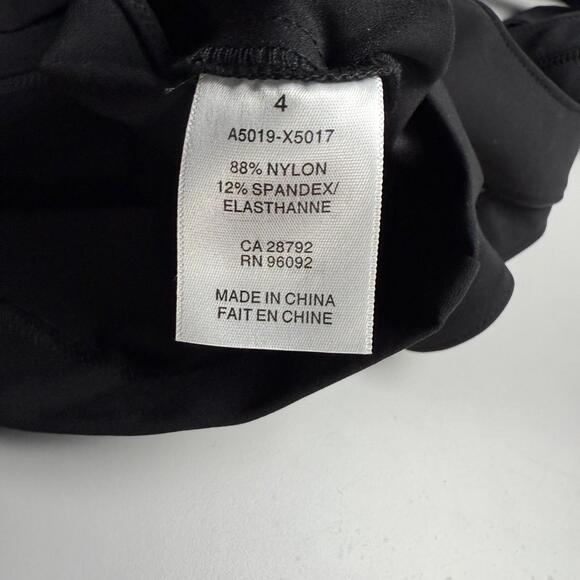 4
A5019-X5017
88% NYLON
12% SPANDEX/
ELASTHANNE
CA 28792
RN 96092
MADE IN CHINA
FAIT EN CHINE